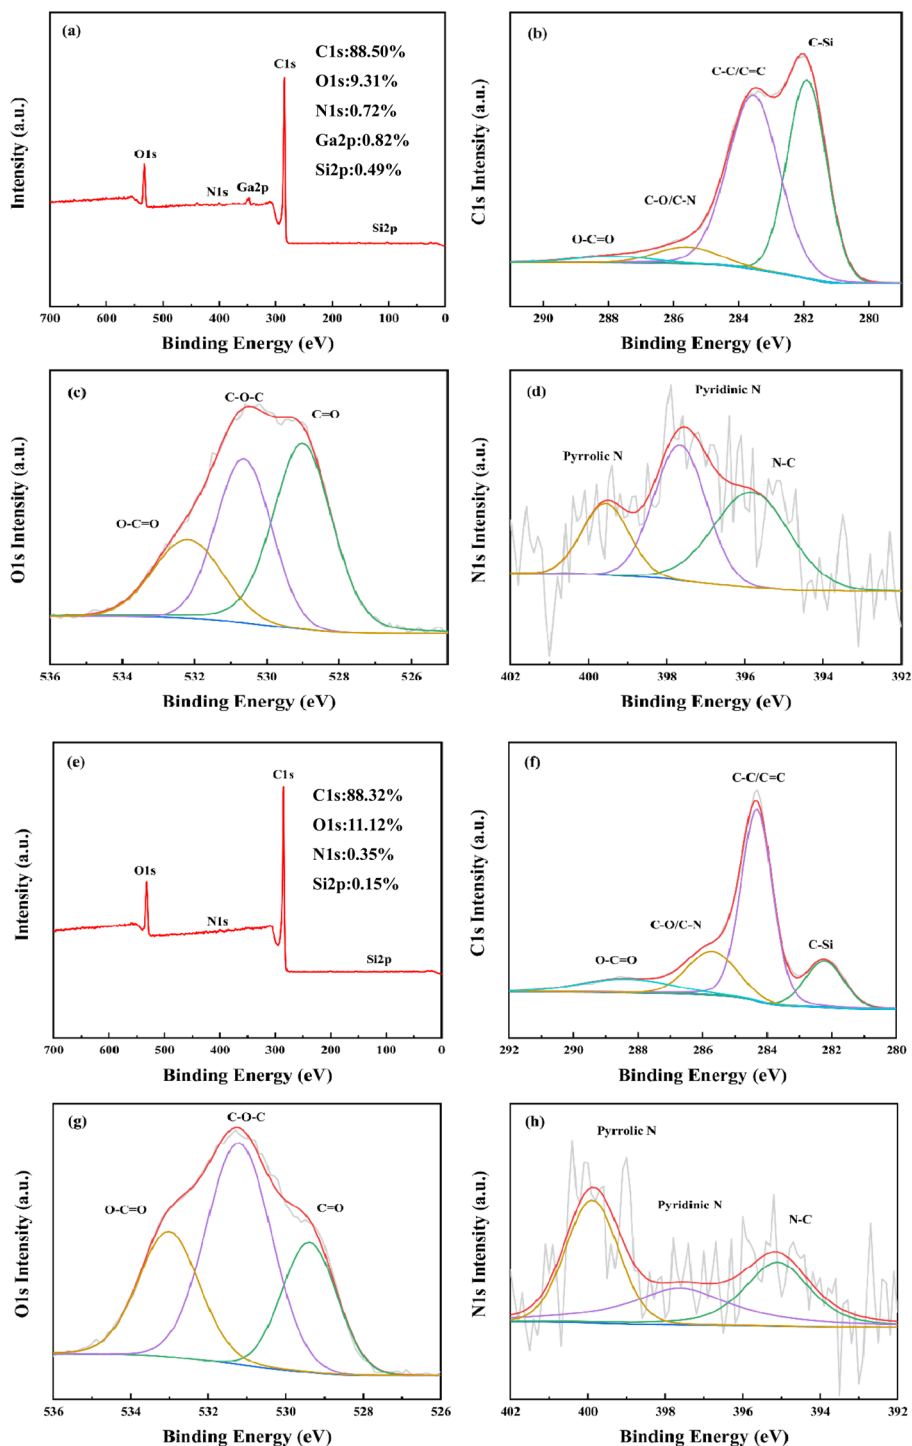 (a)
C1s
C1s:88.50%
O1s:9.31%
N1s:0.72%
Ga2p:0.82%
Si2p:0.49%
O1s
N1s
Ga2p
Si2p
Intensity (a.u.)
700 600 500 400 300 200 100 0
Binding Energy (eV)
(b)
C-Si
C-C/C=C
C-O/C-N
O-C=O
C1s Intensity (a.u.)
290 288 286 284 282 280
Binding Energy (eV)
(c)
C-O-C
C=O
O-C=O
O1s Intensity (a.u.)
536 534 532 530 528 526
Binding Energy (eV)
(d)
Pyridinic N
Pyrrolic N
N-C
N1s Intensity (a.u.)
402 400 398 396 394 392
Binding Energy (eV)
(e)
C1s
C1s:88.32%
O1s:11.12%
N1s:0.35%
Si2p:0.15%
O1s
N1s
Si2p
Intensity (a.u.)
700 600 500 400 300 200 100 0
Binding Energy (eV)
(f)
C-C/C=C
C-O/C-N
C-Si
O-C=O
C1s Intensity (a.u.)
292 290 288 286 284 282 280
Binding Energy (eV)
(g)
C-O-C
O-C=O
C=O
O1s Intensity (a.u.)
536 534 532 530 528 526
Binding Energy (eV)
(h)
Pyrrolic N
Pyridinic N
N-C
N1s Intensity (a.u.)
402 400 398 396 394 392
Binding Energy (eV)